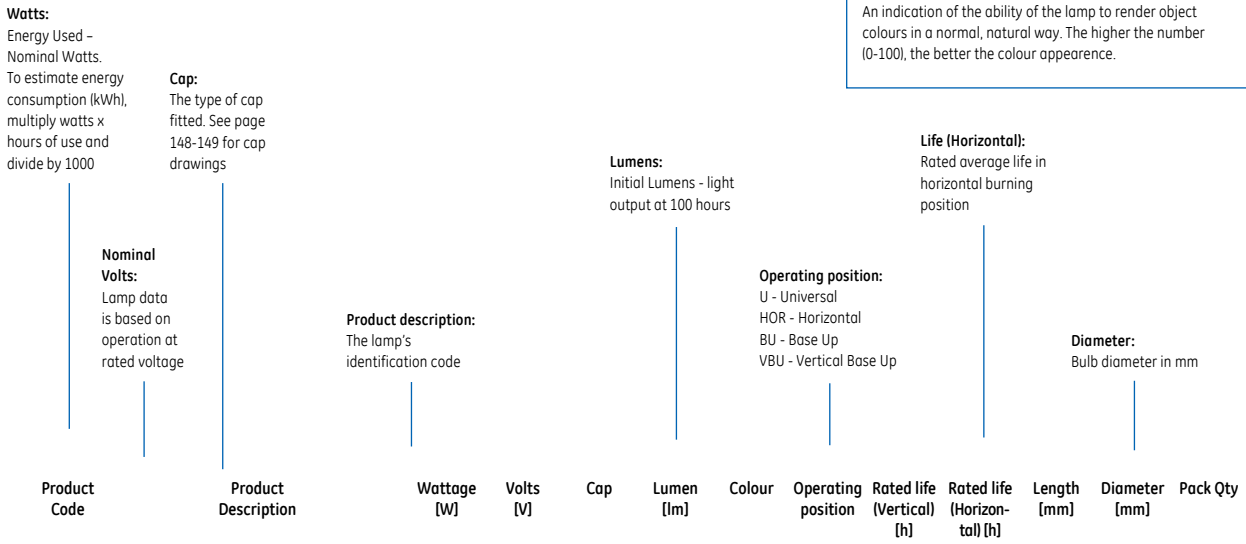 Watts:
Energy Used –
Nominal Watts.
To estimate energy
consumption (kWh),
multiply watts x
hours of use and
divide by 1000
Cap:
The type of cap
fitted. See page
148-149 for cap
drawings
An indication of the ability of the lamp to render object
colours in a normal, natural way. The higher the number
(0-100), the better the colour appearence.
Lumens:
Initial Lumens - light
output at 100 hours
Life (Horizontal):
Rated average life in
horizontal burning
position
Nominal
Volts:
Lamp data
is based on
operation at
rated voltage
Product description:
The lamp's
identification code
Operating position:
U - Universal
HOR - Horizontal
BU - Base Up
VBU - Vertical Base Up
Diameter:
Bulb diameter in mm
Product
Code
Product
Description
Wattage
[W]
Volts
[V]
Cap
Lumen
[lm]
Colour
Operating
position
Rated life
(Vertical)
[h]
Rated life
(Horizon-
tal) [h]
Length
[mm]
Diameter
[mm]
Pack Qty